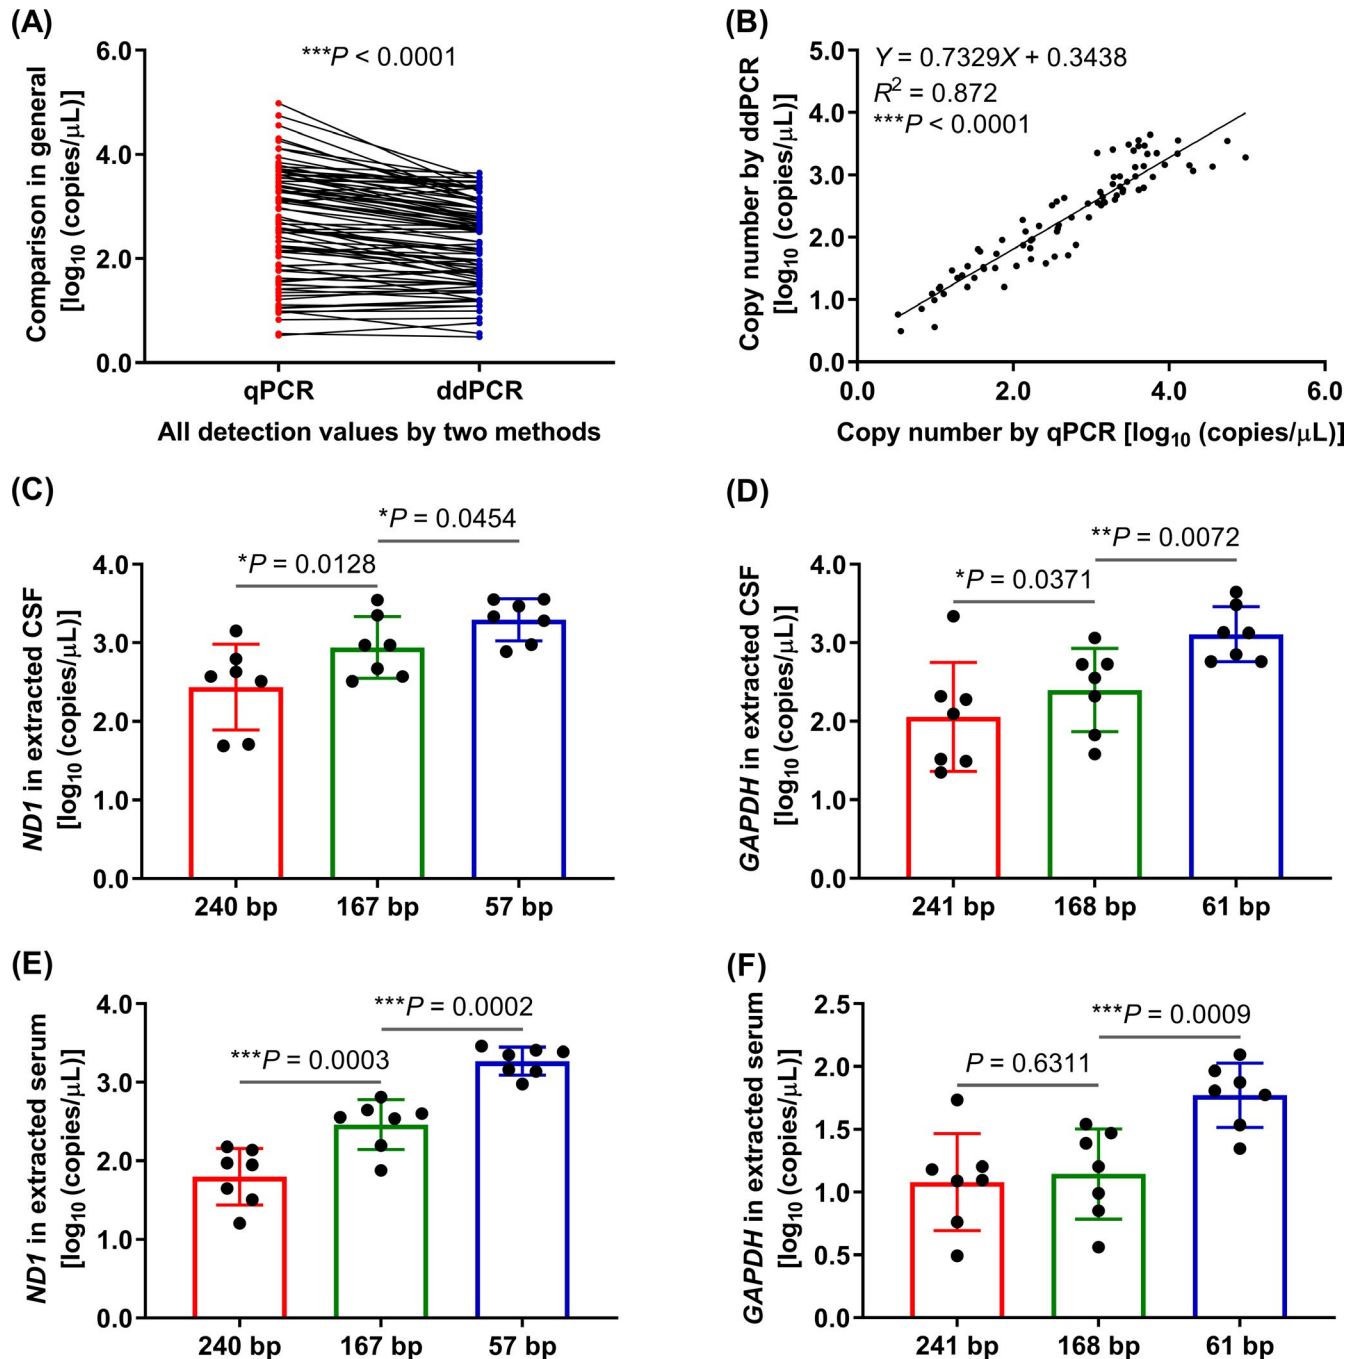 (A)
Comparison in general
[log10 (copies/μL)]
6.0
4.0
2.0
0.0
***P < 0.0001
qPCR
ddPCR
All detection values by two methods
(B)
Copy number by ddPCR
[log10 (copies/μL)]
5.0
4.0
3.0
2.0
1.0
0.0
Y = 0.7329X + 0.3438
R² = 0.872
***P < 0.0001
0.0
2.0
4.0
6.0
Copy number by qPCR [log10 (copies/μL)]
(C)
ND1 in extracted CSF
[log10 (copies/μL)]
4.0
3.0
2.0
1.0
0.0
*P = 0.0454
*P = 0.0128
240 bp
167 bp
57 bp
(D)
GAPDH in extracted CSF
[log10 (copies/μL)]
4.0
3.0
2.0
1.0
0.0
**P = 0.0072
*P = 0.0371
241 bp
168 bp
61 bp
(E)
ND1 in extracted serum
[log10 (copies/μL)]
4.0
3.0
2.0
1.0
0.0
***P = 0.0002
***P = 0.0003
240 bp
167 bp
57 bp
(F)
GAPDH in extracted serum
[log10 (copies/μL)]
2.5
2.0
1.5
1.0
0.5
0.0
***P = 0.0009
P = 0.6311
241 bp
168 bp
61 bp